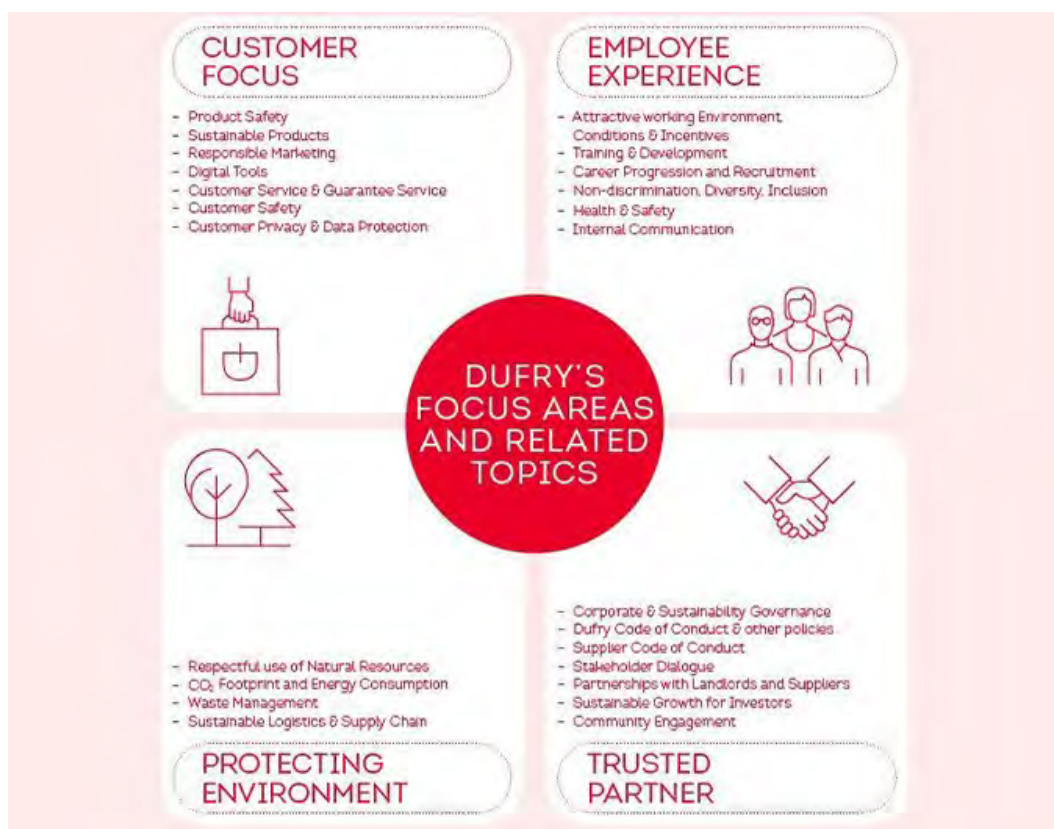 CUSTOMER
FOCUS
- Product Safety
- Sustainable Products
- Responsible Marketing
- Digital Tools
- Customer Service & Guarantee Service
- Customer Safety
- Customer Privacy & Data Protection
EMPLOYEE
EXPERIENCE
- Attractive working Environment,
Conditions & Incentives
- Training & Development
- Career Progression and Recruitment
- Non-discrimination, Diversity, Inclusion
- Health & Safety
- Internal Communication
DUFRY'S
FOCUS AREAS
AND RELATED
TOPICS
- Respectful use of Natural Resources
- CO₂ Footprint and Energy Consumption
- Waste Management
- Sustainable Logistics & Supply Chain
PROTECTING
ENVIRONMENT
- Corporate & Sustainability Governance
- Dufry Code of Conduct & other policies
- Supplier Code of Conduct
- Stakeholder Dialogue
- Partnerships with Landlords and Suppliers
- Sustainable Growth for Investors
- Community Engagement
TRUSTED
PARTNER